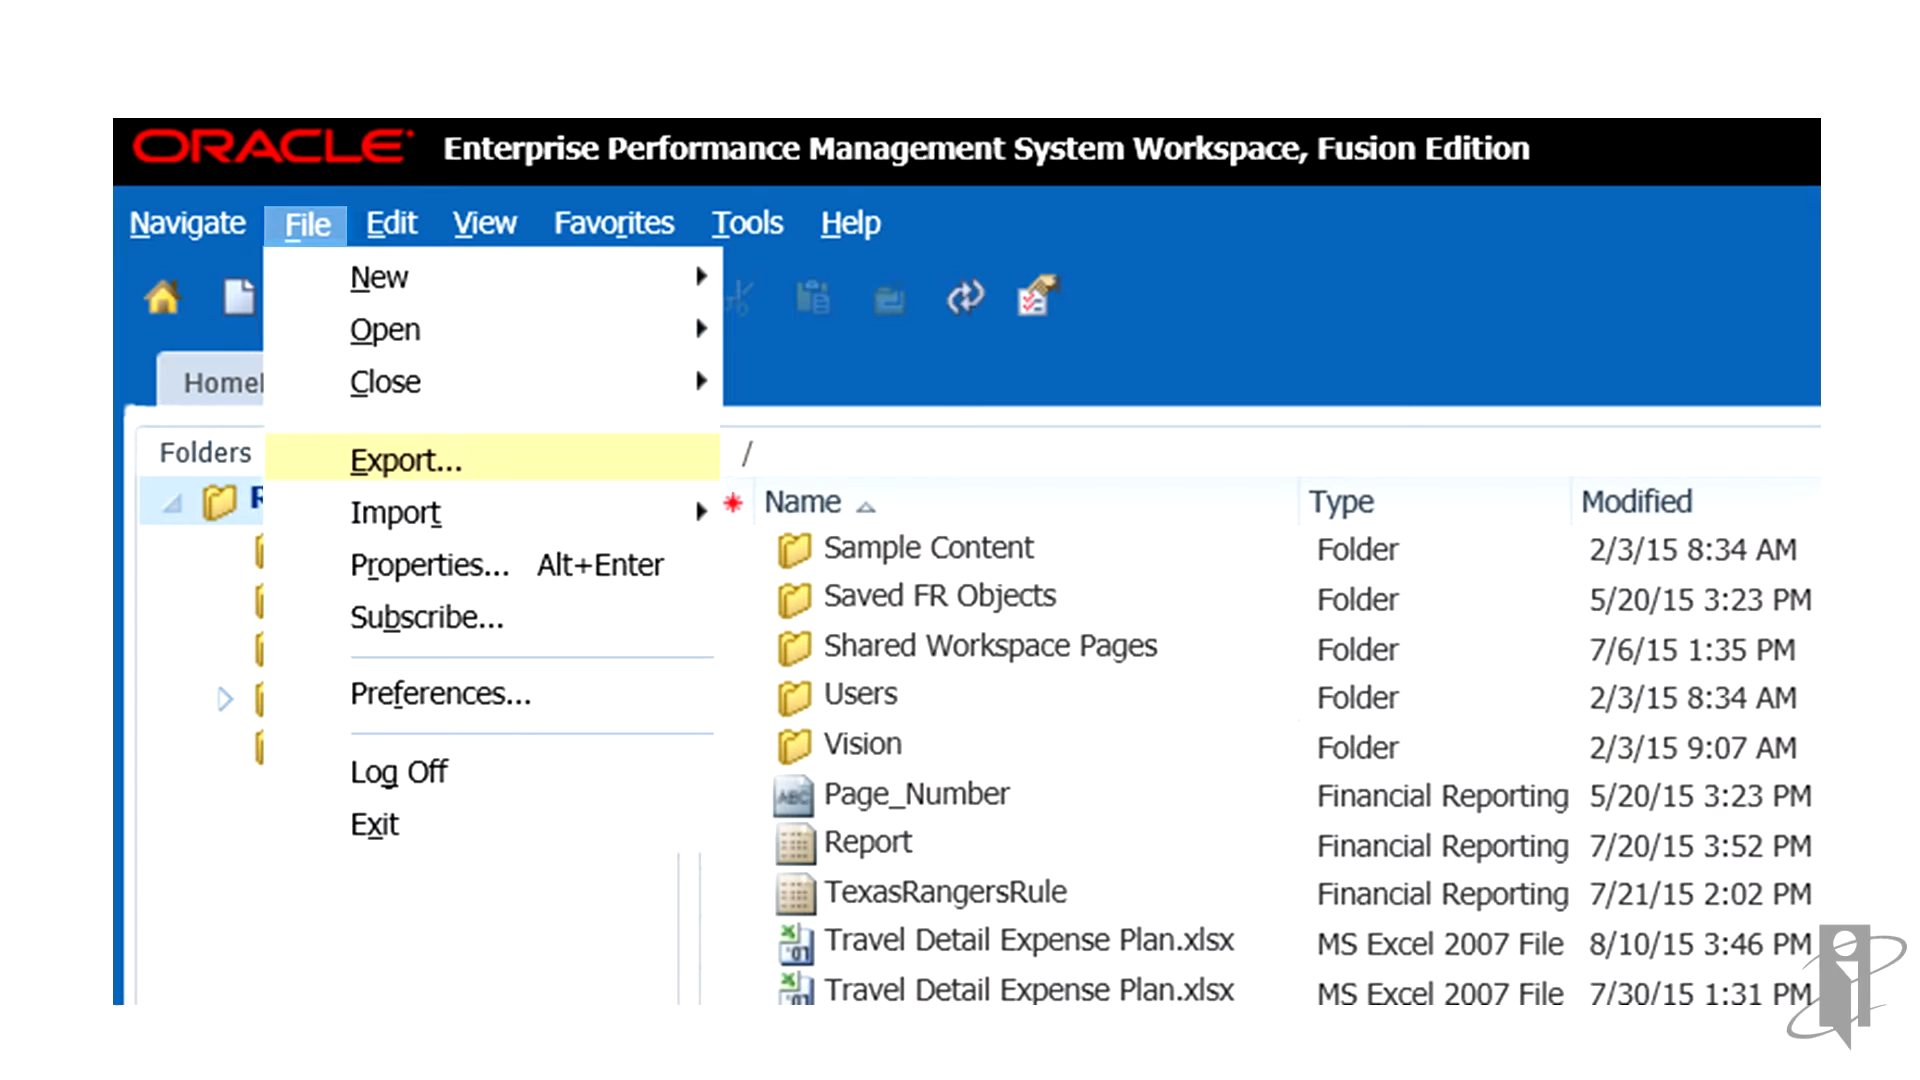 ORACLE Enterprise Performance Management System Workspace, Fusion Edition
Navigate File Edit View Favorites Tools Help
New
Open
Close
Home
Folders
Export...
Import
Properties... Alt+Enter
Subscribe...
Preferences...
Log Off
Exit
/
Name Type Modified
Sample Content Folder 2/3/15 8:34 AM
Saved FR Objects Folder 5/20/15 3:23 PM
Shared Workspace Pages Folder 7/6/15 1:35 PM
Users Folder 2/3/15 8:34 AM
Vision Folder 2/3/15 9:07 AM
Page_Number Financial Reporting 5/20/15 3:23 PM
Report Financial Reporting 7/20/15 3:52 PM
TexasRangersRule Financial Reporting 7/21/15 2:02 PM
Travel Detail Expense Plan.xlsx MS Excel 2007 File 8/10/15 3:46 PM
Travel Detail Expense Plan.xlsx MS Excel 2007 File 7/30/15 1:31 PM